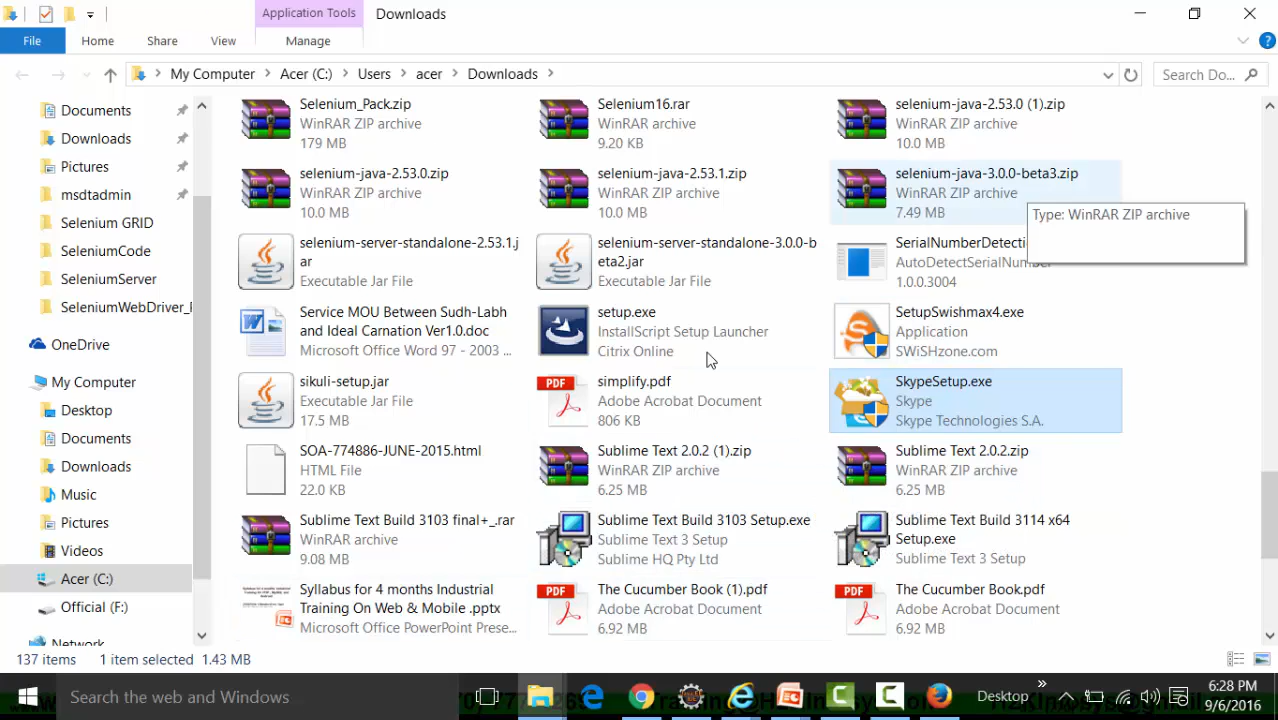 Application Tools
Downloads
File
Home
Share
View
Manage
My Computer
Acer (C:)
Users
acer
Downloads
Search Do...
Documents
Downloads
Pictures
msdtadmin
Selenium GRID
SeleniumCode
SeleniumServer
SeleniumWebDriver_
OneDrive
My Computer
Desktop
Documents
Downloads
Music
Pictures
Videos
Acer (C:)
Official (F:)
Network
Selenium_Pack.zip
WinRAR ZIP archive
179 MB
Selenium16.rar
WinRAR archive
9.20 KB
selenium-java-2.53.0 (1).zip
WinRAR ZIP archive
10.0 MB
selenium-java-2.53.0.zip
WinRAR ZIP archive
10.0 MB
selenium-java-2.53.1.zip
WinRAR ZIP archive
10.0 MB
selenium-java-3.0.0-beta3.zip
WinRAR ZIP archive
7.49 MB
Type: WinRAR ZIP archive
selenium-server-standalone-2.53.1.j
ar
Executable Jar File
selenium-server-standalone-3.0.0-b
eta2.jar
Executable Jar File
SerialNumberDetecti
AutoDetectSerialNumber
1.0.0.3004
Service MOU Between Sudh-Labh
and Ideal Carnation Ver1.0.doc
Microsoft Office Word 97 - 2003 ...
setup.exe
InstallScript Setup Launcher
Citrix Online
SetupSwishmax4.exe
Application
SWiSHzone.com
sikuli-setup.jar
Executable Jar File
17.5 MB
PDF
simplify.pdf
Adobe Acrobat Document
806 KB
SkypeSetup.exe
Skype
Skype Technologies S.A.
SOA-774886-JUNE-2015.html
HTML File
22.0 KB
Sublime Text 2.0.2 (1).zip
WinRAR ZIP archive
6.25 MB
Sublime Text 2.0.2.zip
WinRAR ZIP archive
6.25 MB
Sublime Text Build 3103 final+_.rar
WinRAR archive
9.08 MB
Sublime Text Build 3103 Setup.exe
Sublime Text 3 Setup
Sublime HQ Pty Ltd
Sublime Text Build 3114 x64
Setup.exe
Sublime Text 3 Setup
Syllabus for 4 months Industrial
Training On Web & Mobile .pptx
Microsoft Office PowerPoint Prese...
PDF
The Cucumber Book (1).pdf
Adobe Acrobat Document
6.92 MB
PDF
The Cucumber Book.pdf
Adobe Acrobat Document
6.92 MB
137 items
1 item selected
1.43 MB
Search the web and Windows
Desktop
6:28 PM
9/6/2016